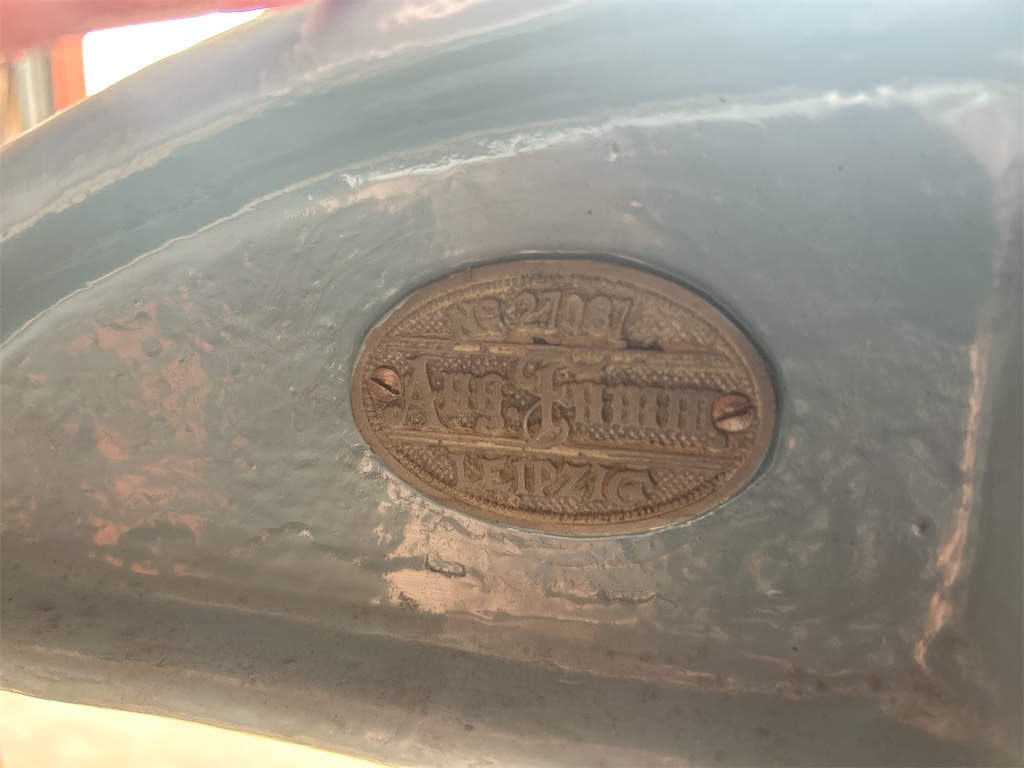 No 27087
Aug. Fomm
LEIPZIG